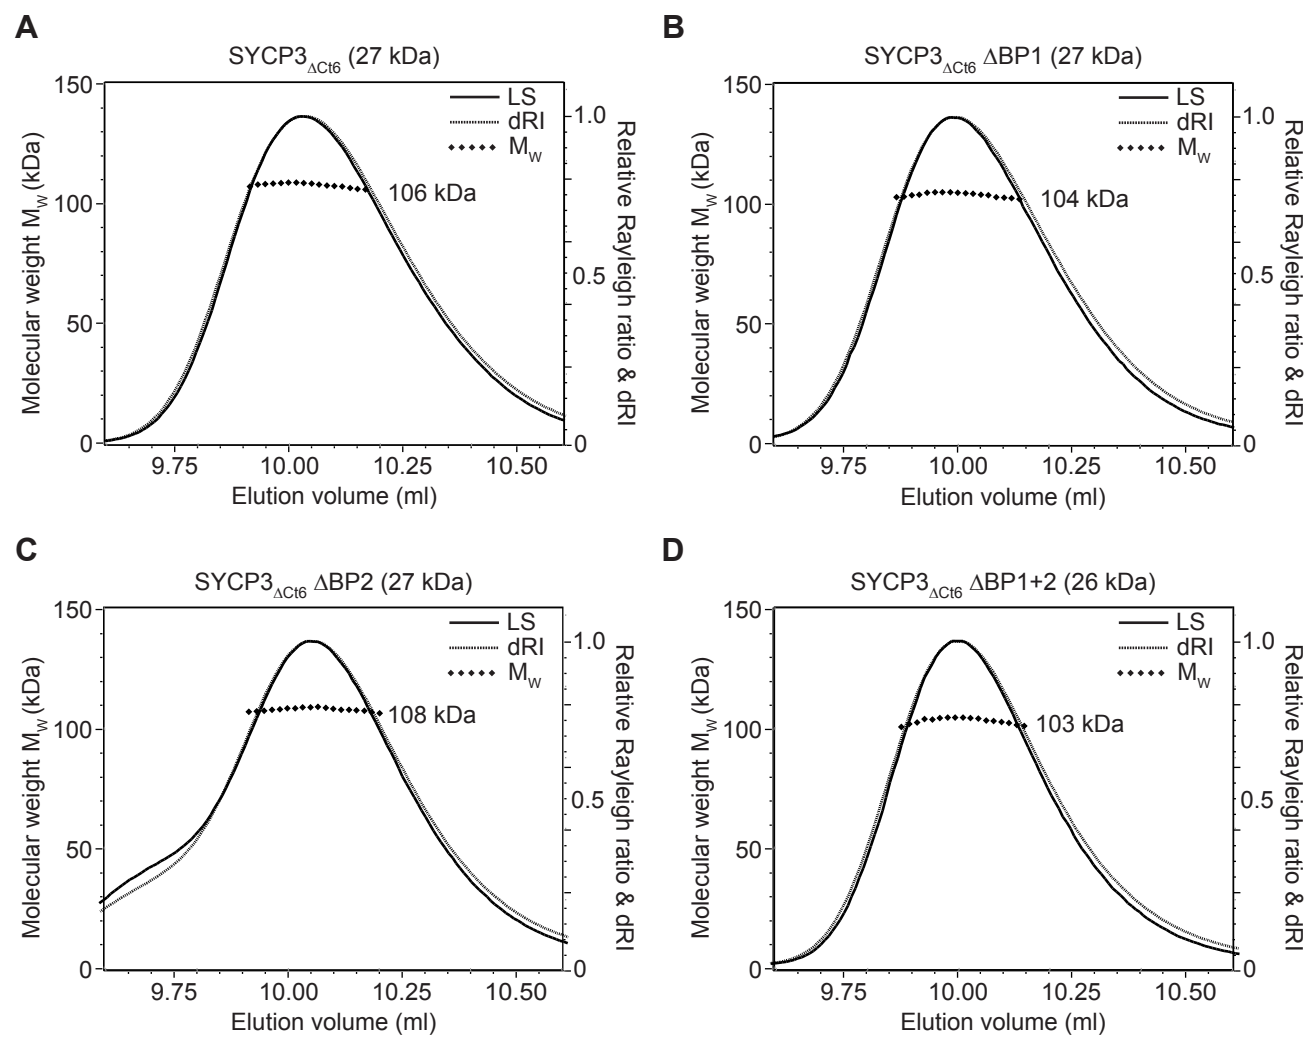 A
SYCP3ΔCt6 (27 kDa)
150
100
50
0
Molecular weight MW (kDa)
LS
dRI
MW
106 kDa
1.0
0.5
0
Relative Rayleigh ratio & dRI
9.75 10.00 10.25 10.50
Elution volume (ml)
B
SYCP3ΔCt6 ΔBP1 (27 kDa)
150
100
50
0
Molecular weight MW (kDa)
LS
dRI
MW
104 kDa
1.0
0.5
0
Relative Rayleigh ratio & dRI
9.75 10.00 10.25 10.50
Elution volume (ml)
C
SYCP3ΔCt6 ΔBP2 (27 kDa)
150
100
50
0
Molecular weight MW (kDa)
LS
dRI
MW
108 kDa
1.0
0.5
0
Relative Rayleigh ratio & dRI
9.75 10.00 10.25 10.50
Elution volume (ml)
D
SYCP3ΔCt6 ΔBP1+2 (26 kDa)
150
100
50
0
Molecular weight MW (kDa)
LS
dRI
MW
103 kDa
1.0
0.5
0
Relative Rayleigh ratio & dRI
9.75 10.00 10.25 10.50
Elution volume (ml)